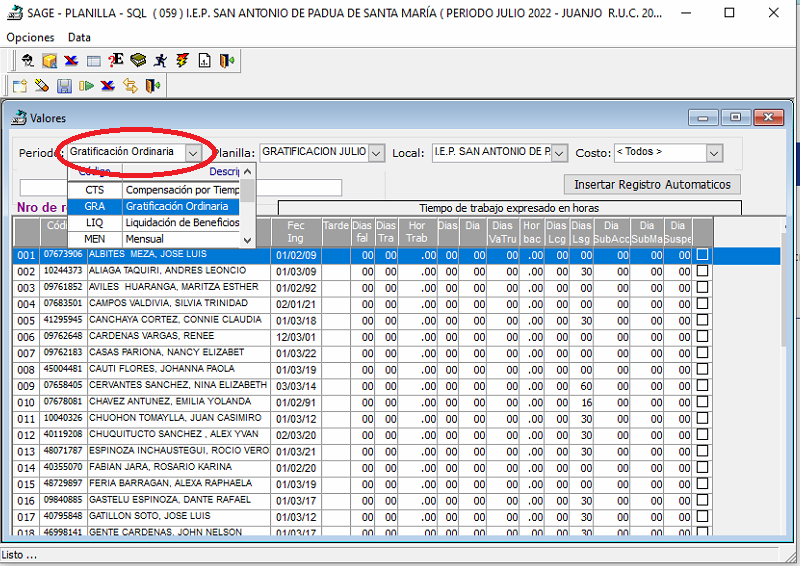 SAGE - PLANILLA - SQL ( 059 ) I.E.P. SAN ANTONIO DE PADUA DE SANTA MARÍA ( PERIODO JULIO 2022 - JUANJO R.U.C. 20...
Opciones Data
Valores
Periodo: Gratificación Ordinaria Planilla: GRATIFICACION JULIO Local: I.E.P. SAN ANTONIO DE P. Costo: < Todos >
Código Descrip
CTS Compensación por Tiemp
Insertar Registro Automaticos
Nro de re GRA Gratificación Ordinaria Tiempo de trabajo expresado en horas
LIQ Liquidación de Beneficios
MEN Mensual
Códi Fec Ing Tarde Dias fal Dias Tra Hor Trab Dias Dia Dias VaTru Hor bac Dias Lcg Dias Lsg Dia SubAcc Dia SubMa Dia Suspe
001 07673906 ALBITES MEZA, JOSE LUIS 01/02/09 00 00 .00 00 00 00 .00 00 00 00 00 00
002 10244373 ALIAGA TAQUIRI, ANDRES LEONCIO 01/03/09 00 00 .00 00 00 00 .00 00 30 00 00 00
003 09761852 AVILES HUARANGA, MARITZA ESTHER 01/02/92 00 00 .00 00 00 00 .00 00 00 00 00 00
004 07683501 CAMPOS VALDIVIA, SILVIA TRINIDAD 02/01/21 00 00 .00 00 00 00 .00 00 00 00 00 00
005 41295945 CANCHAYA CORTEZ, CONNIE CLAUDIA 01/03/18 00 00 .00 00 00 00 .00 00 30 00 00 00
006 09762648 CARDENAS VARGAS, RENEE 12/03/01 00 00 .00 00 00 00 .00 00 00 00 00 00
007 09762183 CASAS PARIONA, NANCY ELIZABET 01/03/22 00 00 .00 00 00 00 .00 00 00 00 00 00
008 45004481 CAUTI FLORES, JOHANNA PAOLA 01/03/19 00 00 .00 00 00 00 .00 00 00 00 00 00
009 07658405 CERVANTES SANCHEZ, NINA ELIZABETH 03/03/14 00 00 .00 00 00 00 .00 00 60 00 00 00
010 07678081 CHAVEZ ANTUNEZ, EMILIA YOLANDA 01/02/91 00 00 .00 00 00 00 .00 00 16 00 00 00
011 10040326 CHUOHON TOMAYLLA, JUAN CASIMIRO 01/03/12 00 00 .00 00 00 00 .00 00 30 00 00 00
012 40119208 CHUQUITUCTO SANCHEZ , ALEX YVAN 02/03/20 00 00 .00 00 00 00 .00 00 30 00 00 00
013 48071787 ESPINOZA INCHAUSTEGUI, ROCIO VERO 01/03/21 00 00 .00 00 00 00 .00 00 30 00 00 00
014 40355070 FABIAN JARA, ROSARIO KARINA 01/02/20 00 00 .00 00 00 00 .00 00 00 00 00 00
015 48729897 FERIA BARRAGAN, ALEXA RAPHAELA 01/03/19 00 00 .00 00 00 00 .00 00 00 00 00 00
016 09840885 GASTELU ESPINOZA, DANTE RAFAEL 01/03/17 00 00 .00 00 00 00 .00 00 30 00 00 00
017 40795848 GATILLON SOTO, JOSE LUIS 01/03/12 00 00 .00 00 00 00 .00 00 30 00 00 00
018 46998141 GENTE CARDENAS, JOHN NELSON 01/03/17 00 00 .00 00 00 00 .00 00 30 00 00 00
Listo ...